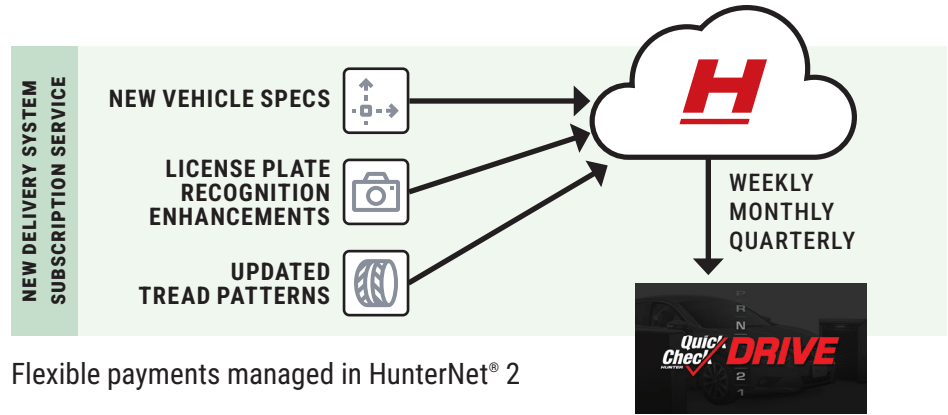 NEW DELIVERY SYSTEM
SUBSCRIPTION SERVICE
NEW VEHICLE SPECS
LICENSE PLATE
RECOGNITION
ENHANCEMENTS
UPDATED
TREAD PATTERNS
H
WEEKLY
MONTHLY
QUARTERLY
P
R
N
Quick
Check DRIVE
HUNTER
2
1
Flexible payments managed in HunterNet® 2